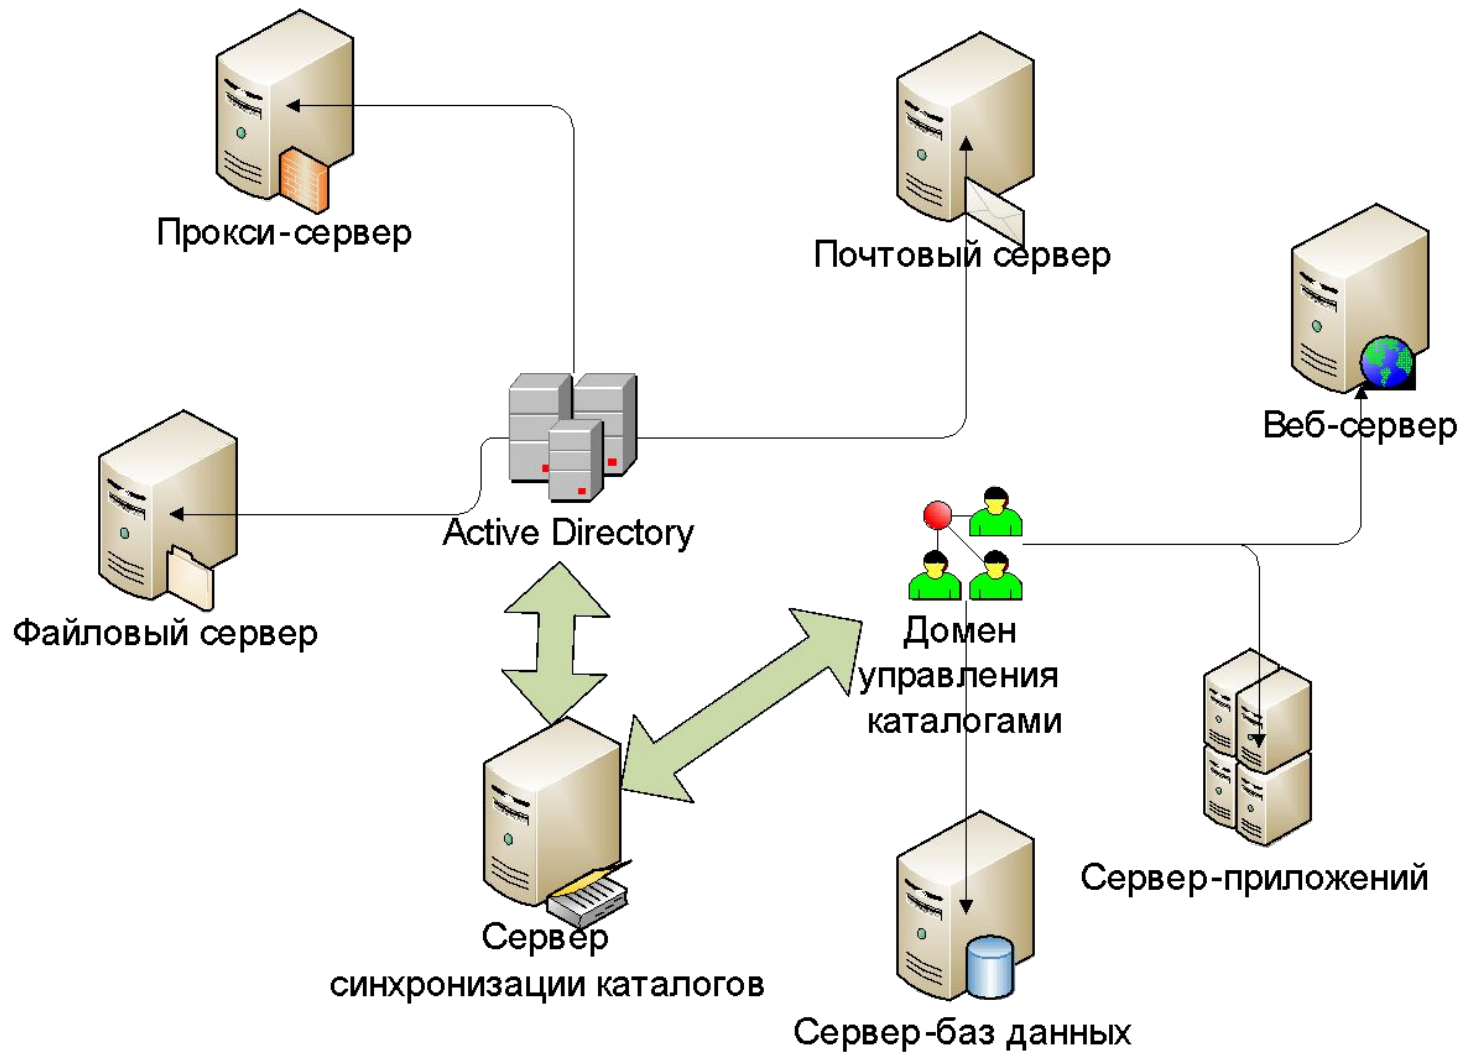 Прокси-сервер
Почтовый сервер
Веб-сервер
Active Directory
Файловый сервер
Домен
управления
каталогами
Сервер-приложений
Сервер
синхронизации каталогов
Сервер-баз данных